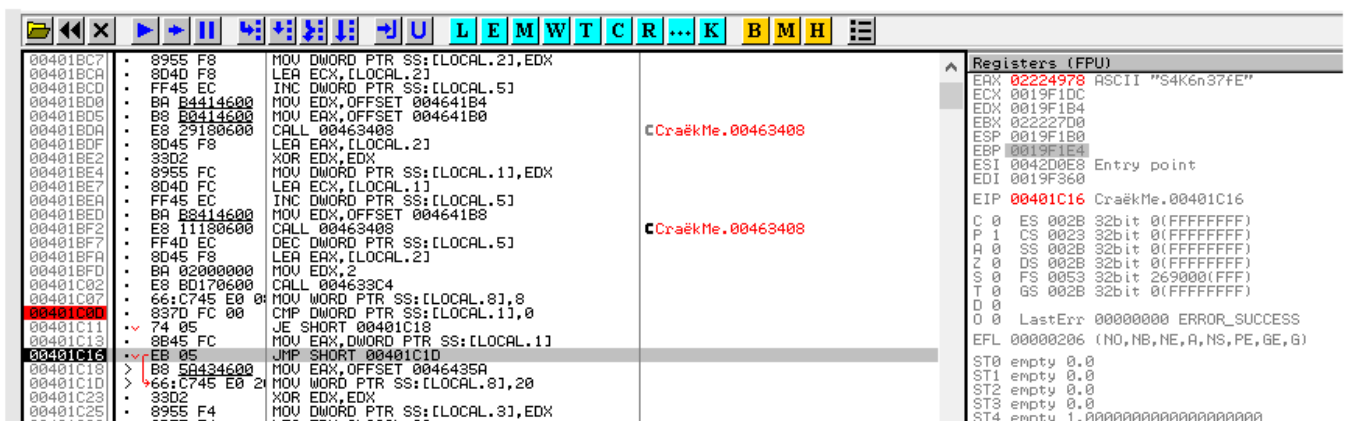 L E M W T C R ... K B M H
00401BC7 · 8955 F8 MOV DWORD PTR SS:[LOCAL.2],EDX
00401BCA · 8D4D F8 LEA ECX,[LOCAL.2]
00401BCD · FF45 EC INC DWORD PTR SS:[LOCAL.5]
00401BD0 · BA B4414600 MOV EDX,OFFSET 004641B4
00401BD5 · B8 B0414600 MOV EAX,OFFSET 004641B0
00401BDA · E8 29180600 CALL 00463408 CraëkMe.00463408
00401BDF · 8D45 F8 LEA EAX,[LOCAL.2]
00401BE2 · 33D2 XOR EDX,EDX
00401BE4 · 8955 FC MOV DWORD PTR SS:[LOCAL.1],EDX
00401BE7 · 8D4D FC LEA ECX,[LOCAL.1]
00401BEA · FF45 EC INC DWORD PTR SS:[LOCAL.5]
00401BED · BA B8414600 MOV EDX,OFFSET 004641B8
00401BF2 · E8 11180600 CALL 00463408 CraëkMe.00463408
00401BF7 · FF4D EC DEC DWORD PTR SS:[LOCAL.5]
00401BFA · 8D45 F8 LEA EAX,[LOCAL.2]
00401BFD · BA 02000000 MOV EDX,2
00401C02 · E8 BD170600 CALL 004633C4
00401C07 · 66:C745 E0 0 MOV WORD PTR SS:[LOCAL.8],8
00401C0D · 837D FC 00 CMP DWORD PTR SS:[LOCAL.1],0
00401C11 · 74 05 JE SHORT 00401C18
00401C13 · 8B45 FC MOV EAX,DWORD PTR SS:[LOCAL.1]
00401C16 · EB 05 JMP SHORT 00401C1D
00401C18 > B8 5A434600 MOV EAX,OFFSET 0046435A
00401C1D > 66:C745 E0 2 MOV WORD PTR SS:[LOCAL.8],20
00401C23 · 33D2 XOR EDX,EDX
00401C25 · 8955 F4 MOV DWORD PTR SS:[LOCAL.3],EDX
Registers (FPU)
EAX 02224978 ASCII "S4K6n37fE"
ECX 0019F1DC
EDX 0019F1B4
EBX 022227D0
ESP 0019F1B0
EBP 0019F1E4
ESI 0042D0E8 Entry point
EDI 0019F360
EIP 00401C16 CraëkMe.00401C16
C 0 ES 002B 32bit 0(FFFFFFFF)
P 1 CS 0023 32bit 0(FFFFFFFF)
A 0 SS 002B 32bit 0(FFFFFFFF)
Z 0 DS 002B 32bit 0(FFFFFFFF)
S 0 FS 0053 32bit 269000(FFF)
T 0 GS 002B 32bit 0(FFFFFFFF)
D 0
O 0 LastErr 00000000 ERROR_SUCCESS
EFL 00000206 (NO,NB,NE,A,NS,PE,GE,G)
ST0 empty 0.0
ST1 empty 0.0
ST2 empty 0.0
ST3 empty 0.0
ST4 empty 1.0000000000000000000